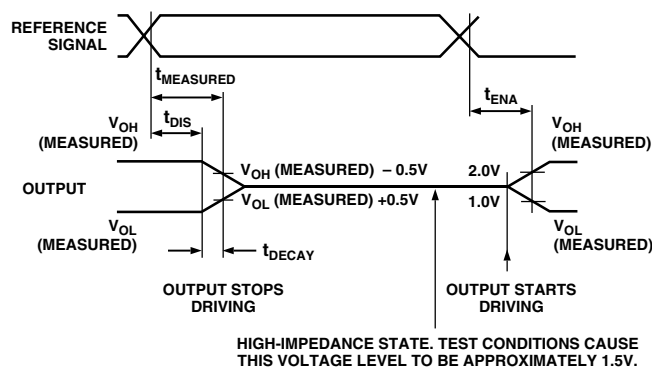 REFERENCE
SIGNAL
tMEASURED
tENA
VOH
(MEASURED)
tDIS
VOH
(MEASURED)
VOH (MEASURED) – 0.5V
2.0V
OUTPUT
VOL (MEASURED) +0.5V
1.0V
VOL
(MEASURED)
VOL
(MEASURED)
tDECAY
OUTPUT STOPS
DRIVING
OUTPUT STARTS
DRIVING
HIGH-IMPEDANCE STATE. TEST CONDITIONS CAUSE
THIS VOLTAGE LEVEL TO BE APPROXIMATELY 1.5V.